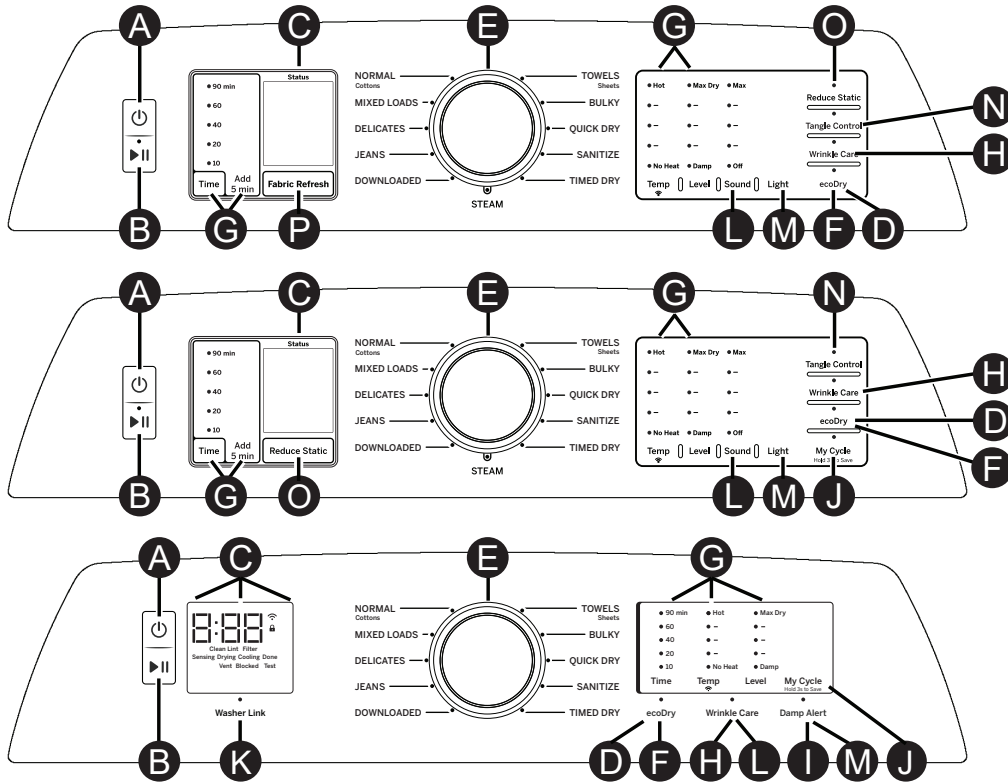 A
C
E
G
O
Status
90 min
60
40
20
10
Time
Add
5 min
Fabric Refresh
NORMAL
Cottons
MIXED LOADS
DELICATES
JEANS
DOWNLOADED
TOWELS
Sheets
BULKY
QUICK DRY
SANITIZE
TIMED DRY
STEAM
Hot
Max Dry
Max
No Heat
Damp
Off
Temp
Level
Sound
Light
Reduce Static
Tangle Control
Wrinkle Care
ecoDry
N
H
B
G
P
L
M
F
D
A
C
E
G
N
Status
90 min
60
40
20
10
Time
Add
5 min
Reduce Static
NORMAL
Cottons
MIXED LOADS
DELICATES
JEANS
DOWNLOADED
TOWELS
Sheets
BULKY
QUICK DRY
SANITIZE
TIMED DRY
STEAM
Hot
Max Dry
Max
No Heat
Damp
Off
Temp
Level
Sound
Light
Tangle Control
Wrinkle Care
ecoDry
My Cycle
Hold 3s to Save
H
D
F
B
G
O
L
M
J
A
C
E
G
8:88
Clean Lint Filter
Sensing Drying Cooling Done
Vent Blocked Test
Washer Link
NORMAL
Cottons
MIXED LOADS
DELICATES
JEANS
DOWNLOADED
TOWELS
Sheets
BULKY
QUICK DRY
SANITIZE
TIMED DRY
90 min
60
40
20
10
Hot
No Heat
Max Dry
Damp
Time
Temp
Level
My Cycle
Hold 3s to Save
ecoDry
Wrinkle Care
Damp Alert
B
K
D
F
H
L
I
M
J